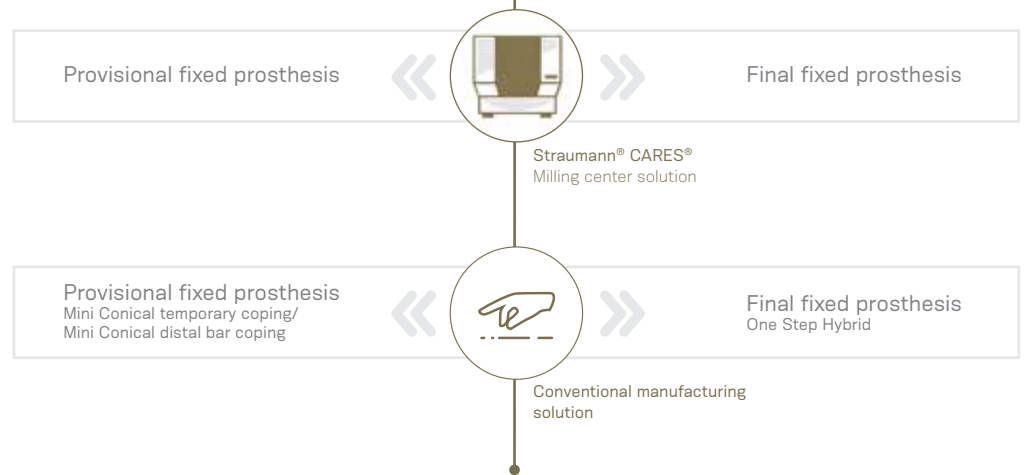 Provisional fixed prosthesis
Final fixed prosthesis
Straumann® CARES®
Milling center solution
Provisional fixed prosthesis
Mini Conical temporary coping/
Mini Conical distal bar coping
Final fixed prosthesis
One Step Hybrid
Conventional manufacturing
solution